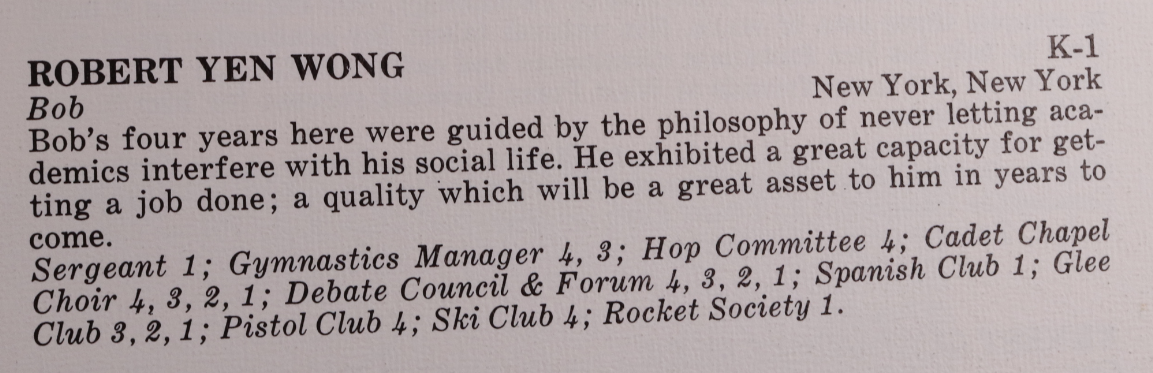 K-1
ROBERT YEN WONG
New York, New York
Bob
Bob's four years here were guided by the philosophy of never letting aca-
demics interfere with his social life. He exhibited a great capacity for get-
ting a job done; a quality which will be a great asset to him in years to
come.
Sergeant 1; Gymnastics Manager 4, 3; Hop Committee 4; Cadet Chapel
Choir 4, 3, 2, 1; Debate Council & Forum 4, 3, 2, 1; Spanish Club 1; Glee
Club 3, 2, 1; Pistol Club 4; Ski Club 4; Rocket Society 1.